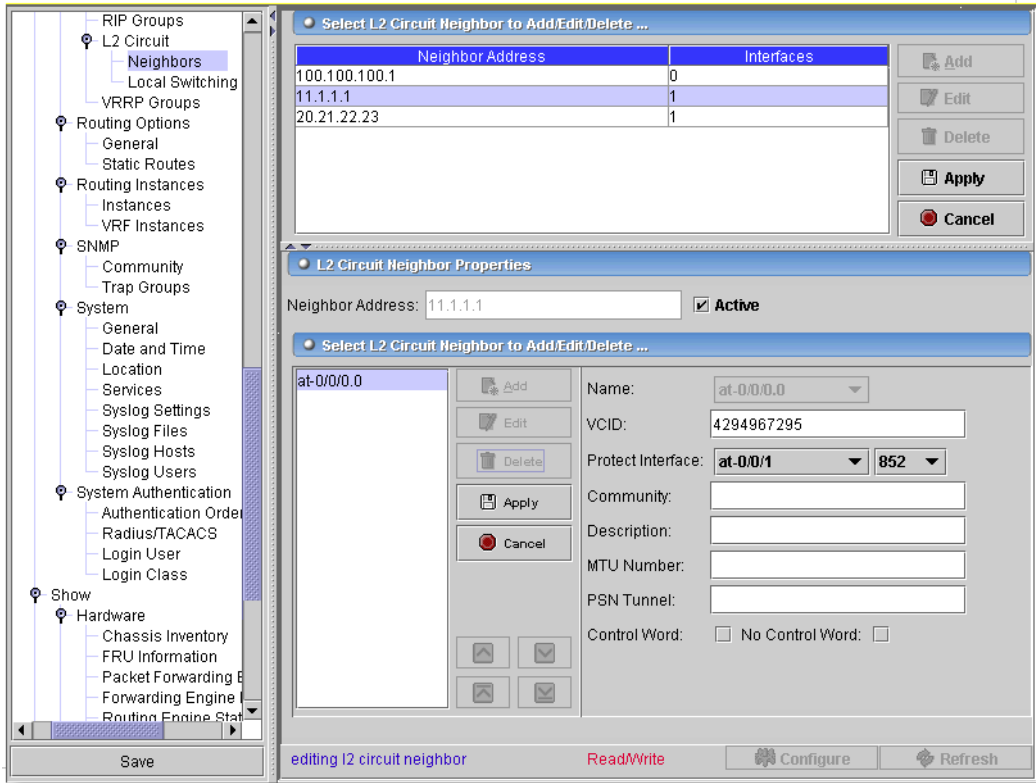 RIP Groups
L2 Circuit
Neighbors
Local Switching
VRRP Groups
Routing Options
General
Static Routes
Routing Instances
Instances
VRF Instances
SNMP
Community
Trap Groups
System
General
Date and Time
Location
Services
Syslog Settings
Syslog Files
Syslog Hosts
Syslog Users
System Authentication
Authentication Order
Radius/TACACS
Login User
Login Class
Show
Hardware
Chassis Inventory
FRU Information
Packet Forwarding E
Forwarding Engine
Routing Engine Stat
Save
Select L2 Circuit Neighbor to Add/Edit/Delete ...
Neighbor Address Interfaces
100.100.100.1 0
11.1.1.1 1
20.21.22.23 1
Add
Edit
Delete
Apply
Cancel
L2 Circuit Neighbor Properties
Neighbor Address: 11.1.1.1 Active
Select L2 Circuit Neighbor to Add/Edit/Delete ...
at-0/0/0.0
Add
Edit
Delete
Apply
Cancel
Name: at-0/0/0.0
VCID: 4294967295
Protect Interface: at-0/0/1 852
Community:
Description:
MTU Number:
PSN Tunnel:
Control Word: No Control Word:
editing l2 circuit neighbor Read/Write Configure Refresh